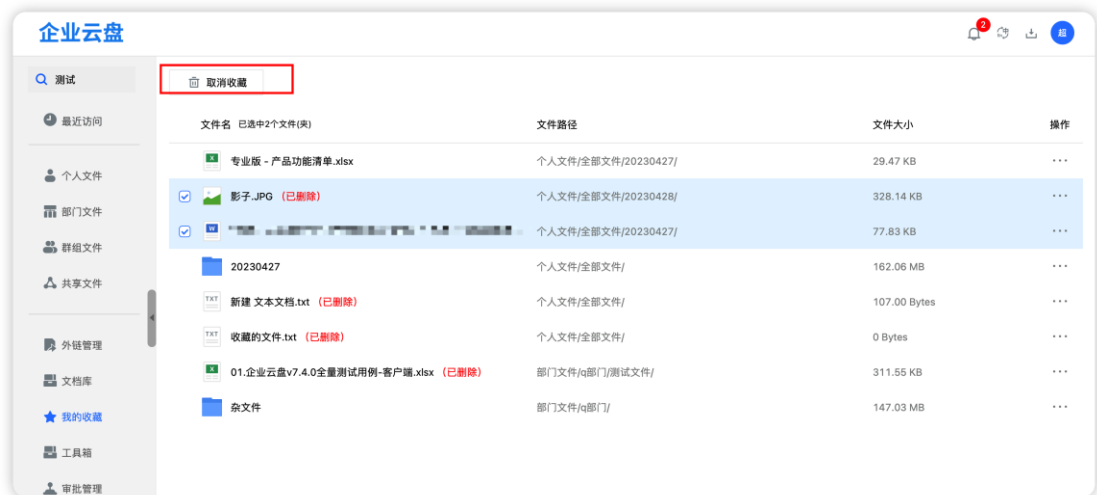 企业云盘
2
超
测试
取消收藏
最近访问
文件名 已选中2个文件(夹) 文件路径 文件大小 操作
专业版 - 产品功能清单.xlsx 个人文件/全部文件/20230427/ 29.47 KB ···
个人文件
影子.JPG (已删除) 个人文件/全部文件/20230428/ 328.14 KB ···
部门文件
个人文件/全部文件/20230427/ 77.83 KB ···
群组文件
20230427 个人文件/全部文件/ 162.06 MB ···
共享文件
TXT 新建 文本文档.txt (已删除) 个人文件/全部文件/ 107.00 Bytes ···
TXT 收藏的文件.txt (已删除) 个人文件/全部文件/ 0 Bytes ···
外链管理
01.企业云盘v7.4.0全量测试用例-客户端.xlsx (已删除) 部门文件/q部门/测试文件/ 311.55 KB ···
文档库
杂文件 部门文件/q部门/ 147.03 MB ···
我的收藏
工具箱
审批管理